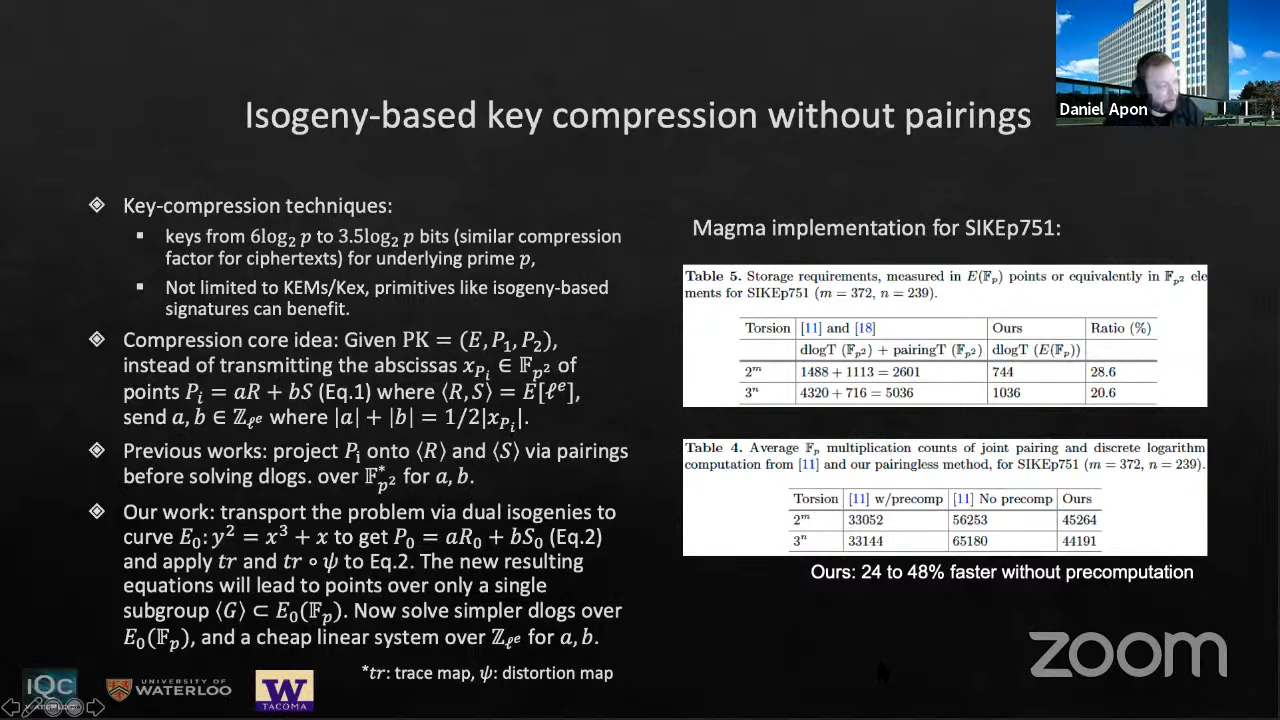 Daniel Apon
Isogeny-based key compression without pairings
Key-compression techniques:
keys from 6log₂ p to 3.5log₂ p bits (similar compression
factor for ciphertexts) for underlying prime p,
Not limited to KEMs/Kex, primitives like isogeny-based
signatures can benefit.
Compression core idea: Given PK = (E, P₁, P₂),
instead of transmitting the abscissas x_{P_i} ∈ 𝔽_{p²} of
points P_i = aR + bS (Eq.1) where ⟨R, S⟩ = E[ℓ^e],
send a, b ∈ ℤ_{ℓ^e} where |a| + |b| = 1/2|x_{P_i}|.
Previous works: project P_i onto ⟨R⟩ and ⟨S⟩ via pairings
before solving dlogs. over 𝔽*_{p²} for a, b.
Our work: transport the problem via dual isogenies to
curve E₀: y² = x³ + x to get P₀ = aR₀ + bS₀ (Eq.2)
and apply tr and tr ∘ ψ to Eq.2. The new resulting
equations will lead to points over only a single
subgroup ⟨G⟩ ⊂ E₀(𝔽_p). Now solve simpler dlogs over
E₀(𝔽_p), and a cheap linear system over ℤ_{ℓ^e} for a, b.
*tr: trace map, ψ: distortion map
Magma implementation for SIKEp751:
Table 5. Storage requirements, measured in E(𝔽_p) points or equivalently in 𝔽_{p²} ele
ments for SIKEp751 (m = 372, n = 239).
Torsion [11] and [18] Ours Ratio (%)
dlogT (𝔽_{p²}) + pairingT (𝔽_{p²}) dlogT (E(𝔽_p))
2^m 1488 + 1113 = 2601 744 28.6
3^n 4320 + 716 = 5036 1036 20.6
Table 4. Average 𝔽_p multiplication counts of joint pairing and discrete logarithm
computation from [11] and our pairingless method, for SIKEp751 (m = 372, n = 239).
Torsion [11] w/precomp [11] No precomp Ours
2^m 33052 56253 45264
3^n 33144 65180 44191
Ours: 24 to 48% faster without precomputation
IQC
UNIVERSITY OF
WATERLOO
W
TACOMA
zoom